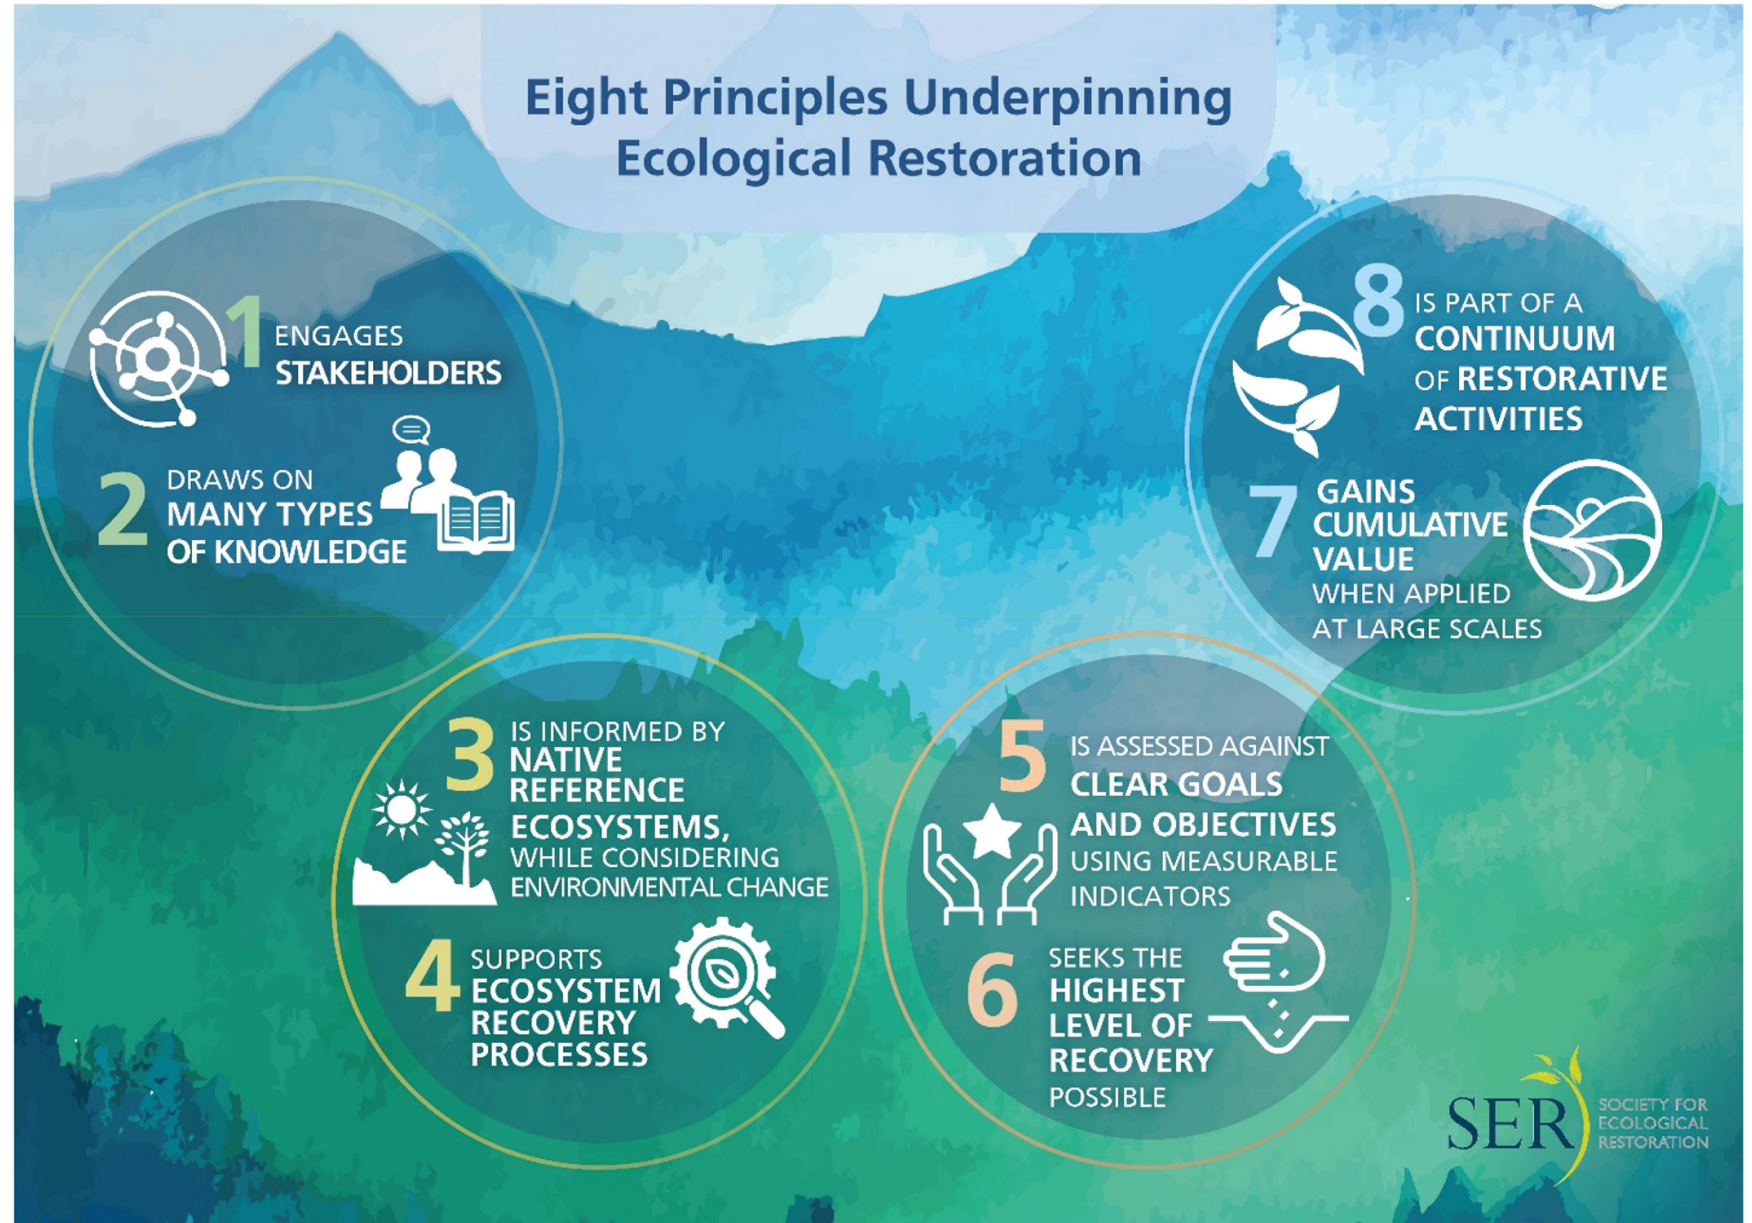 Eight Principles Underpinning
Ecological Restoration
1
ENGAGES
STAKEHOLDERS
2
DRAWS ON
MANY TYPES
OF KNOWLEDGE
3
IS INFORMED BY
NATIVE
REFERENCE
ECOSYSTEMS,
WHILE CONSIDERING
ENVIRONMENTAL CHANGE
4
SUPPORTS
ECOSYSTEM
RECOVERY
PROCESSES
5
IS ASSESSED AGAINST
CLEAR GOALS
AND OBJECTIVES
USING MEASURABLE
INDICATORS
6
SEEKS THE
HIGHEST
LEVEL OF
RECOVERY
POSSIBLE
7
GAINS
CUMULATIVE
VALUE
WHEN APPLIED
AT LARGE SCALES
8
IS PART OF A
CONTINUUM
OF RESTORATIVE
ACTIVITIES
SER
SOCIETY FOR
ECOLOGICAL
RESTORATION